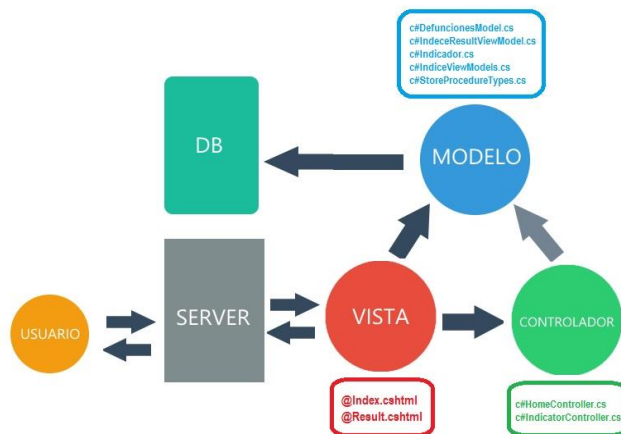 c#DefuncionesModel.cs
c#IndeceResultViewModel.cs
c#Indicador.cs
c#IndiceViewModels.cs
c#StoreProcedureTypes.cs
DB
MODELO
USUARIO
SERVER
VISTA
CONTROLADOR
@Index.cshtml
@Result.cshtml
c#HomeController.cs
c#IndicatorController.cs